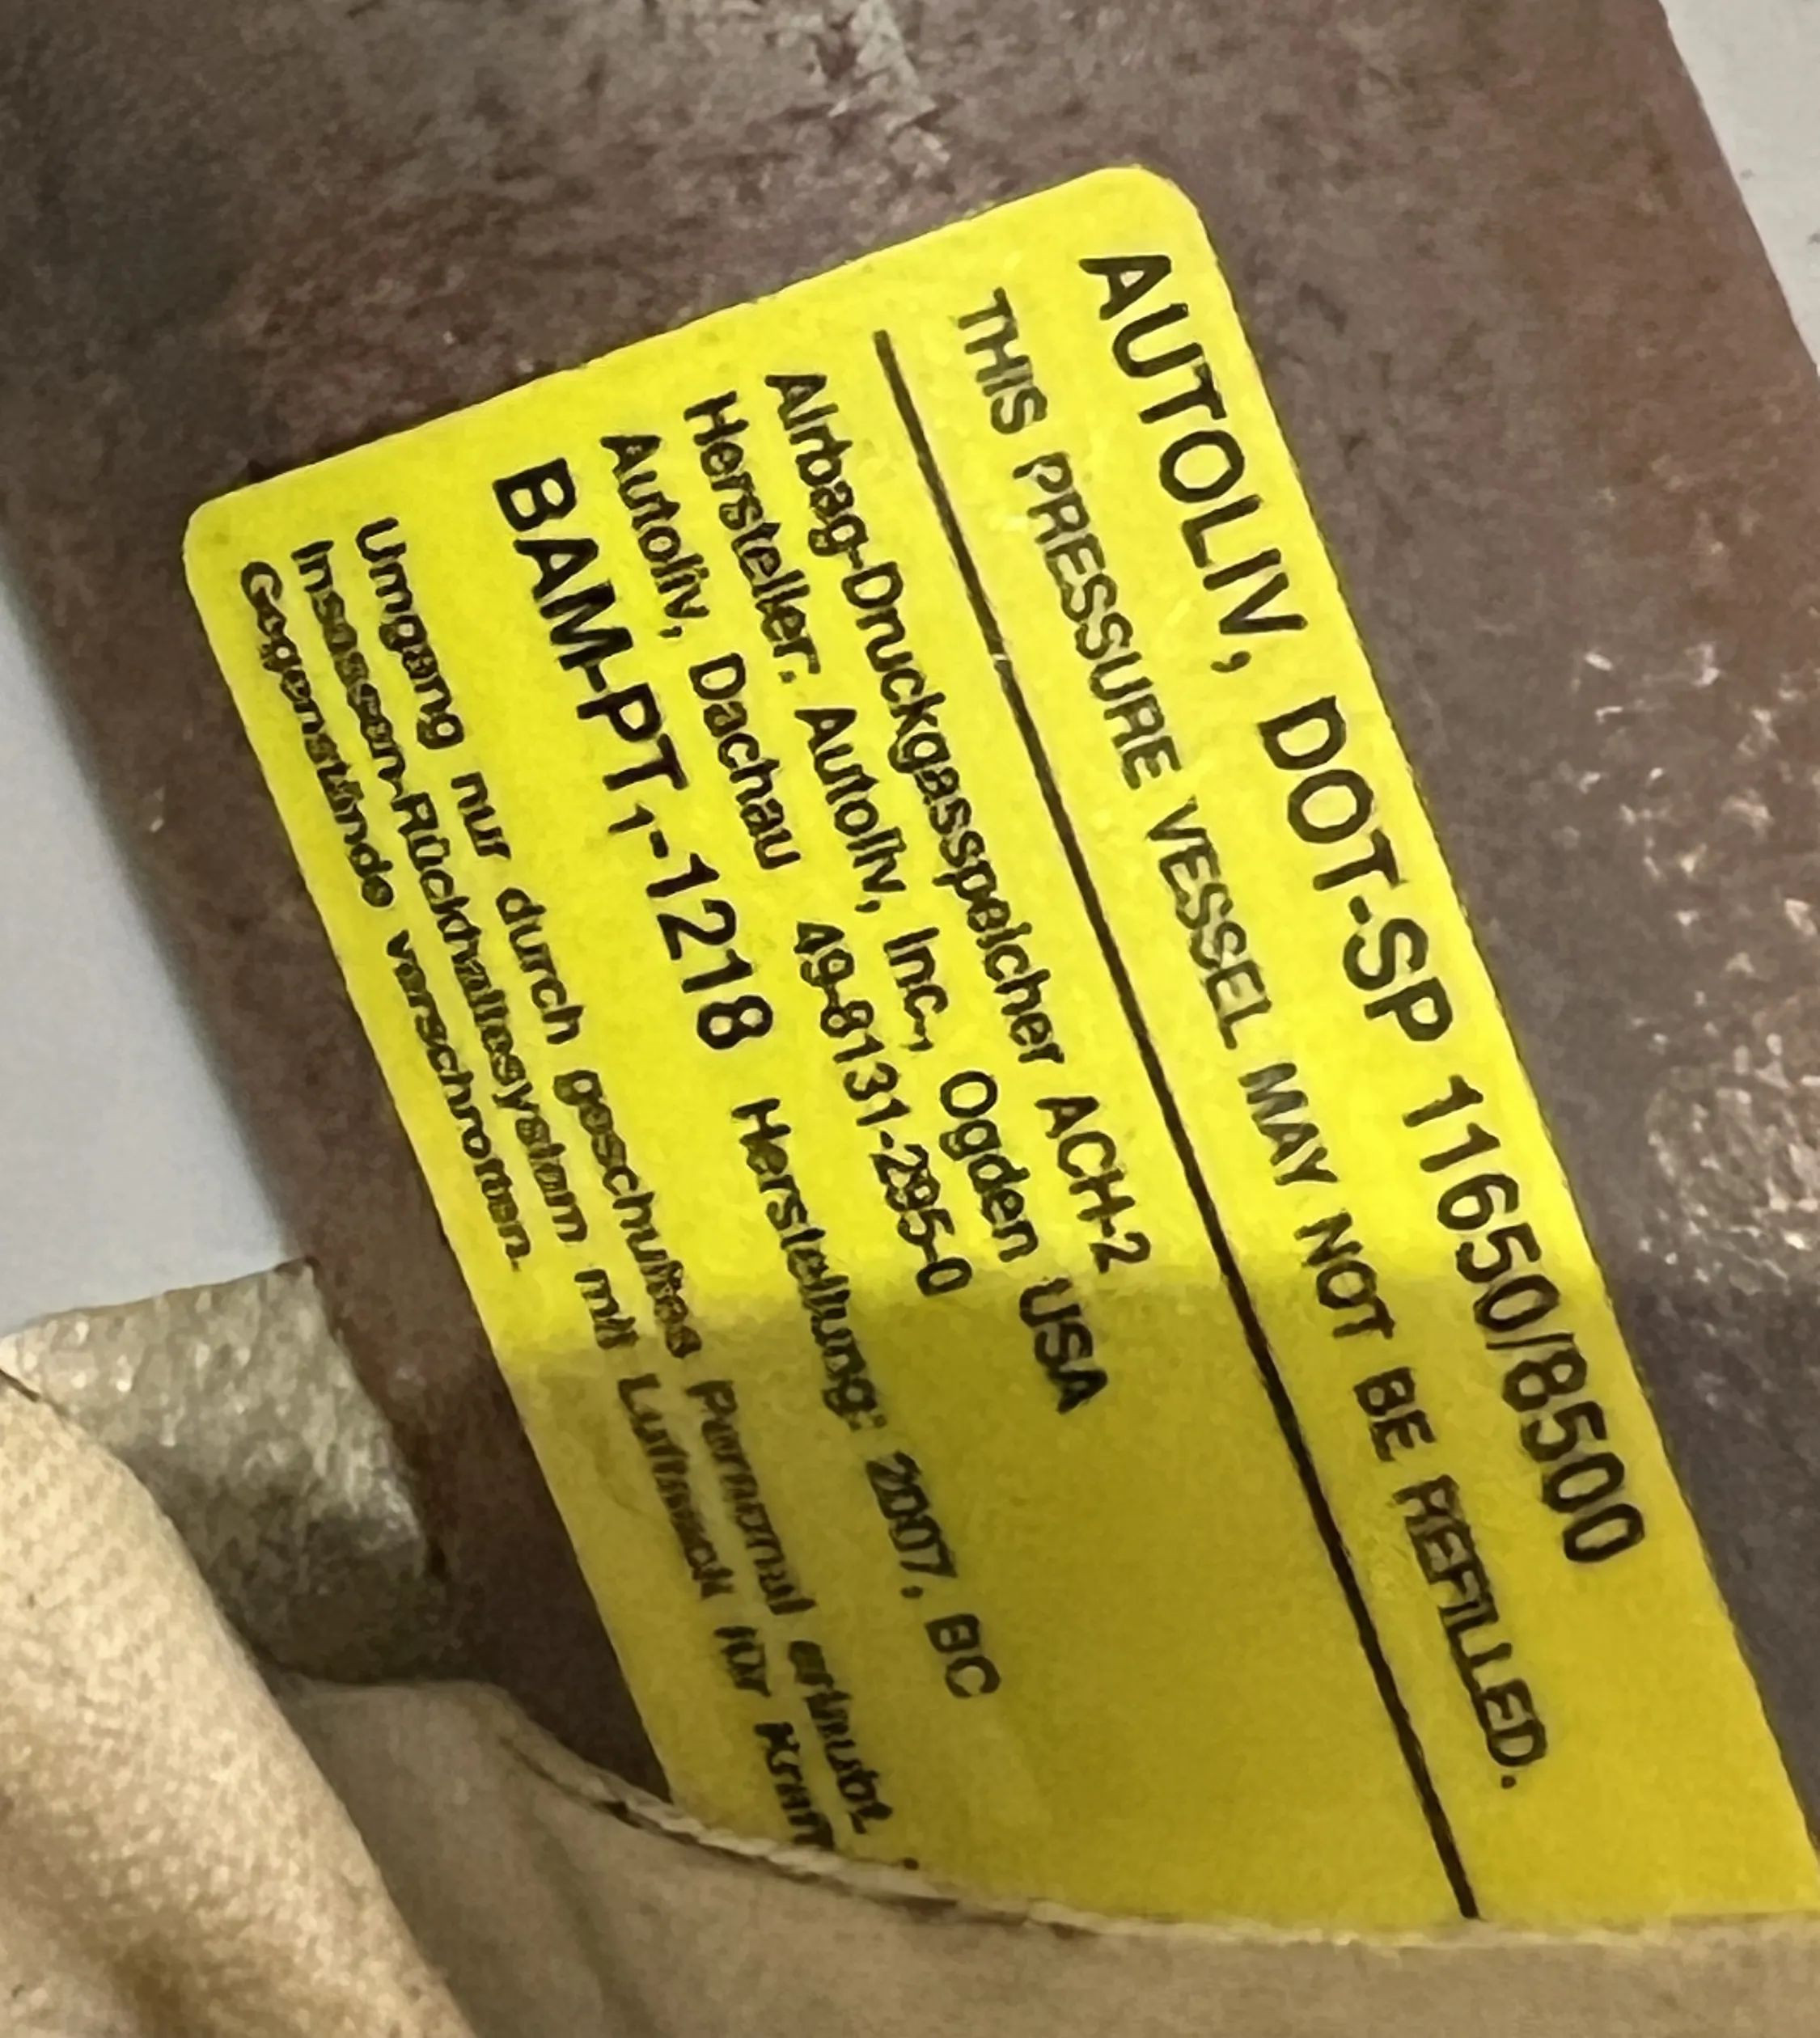 AUTOLIV, DOT-SP 11650/8500
THIS PRESSURE VESSEL MAY NOT BE REFILLED.
Airbag-Druckgasspeicher ACH-2
Hersteller: Autoliv, Inc., Ogden USA
Autoliv, Dachau 49-8131-295-0
BAM-PT₁-1218 Herstellung: 2007, BC
Umgang nur durch geschultes Personal erlaubt.
Insassen-Rückhaltesystem mit Luftsack für
Gegenstände verschrotten.